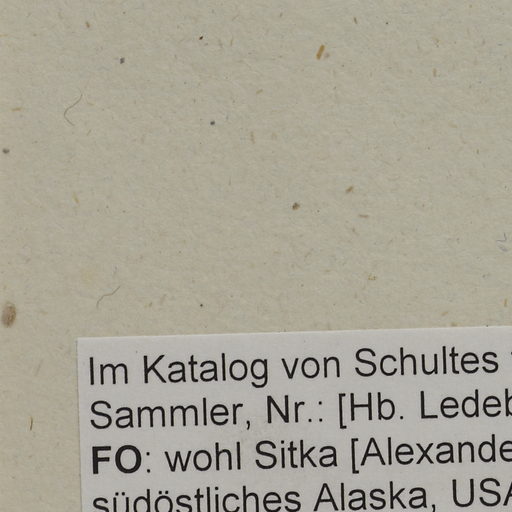 Im Katalog von Schultes
Sammler, Nr.: [Hb. Ledeb
FO: wohl Sitka [Alexande
südöstliches Alaska, USA